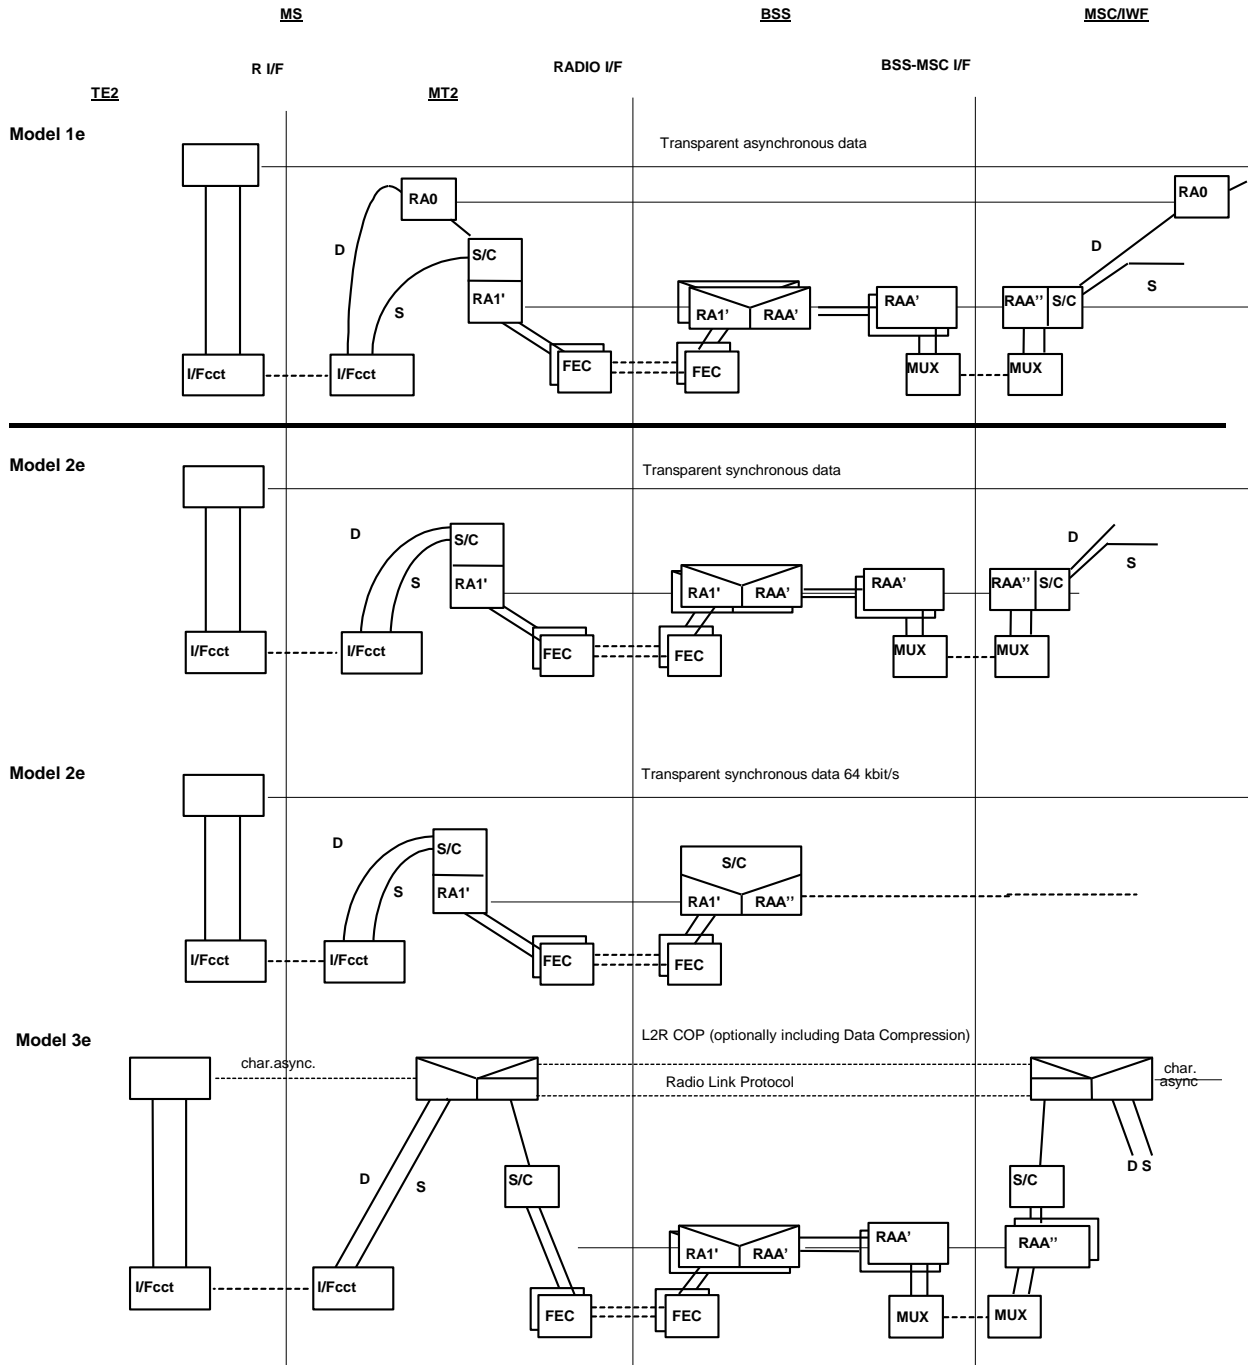 MS
BSS
MSC/IWF
R I/F
RADIO I/F
BSS-MSC I/F
TE2
MT2
Model 1e
Transparent asynchronous data
RA0
RA0
D
S/C
D
S
RA1'
S
RA1'
RAA'
RAA'
RAA''
S/C
I/Fcct
I/Fcct
FEC
FEC
MUX
MUX
Model 2e
Transparent synchronous data
D
S/C
D
S
S
RA1'
RA1'
RAA'
RAA'
RAA''
S/C
I/Fcct
I/Fcct
FEC
FEC
MUX
MUX
Model 2e
Transparent synchronous data 64 kbit/s
D
S/C
S/C
S
RA1'
RA1'
RAA''
I/Fcct
I/Fcct
FEC
FEC
Model 3e
L2R COP (optionally including Data Compression)
char.async.
Radio Link Protocol
char.
async
D
S
S/C
D S
S/C
RA1'
RAA'
RAA'
RAA''
I/Fcct
I/Fcct
FEC
FEC
MUX
MUX